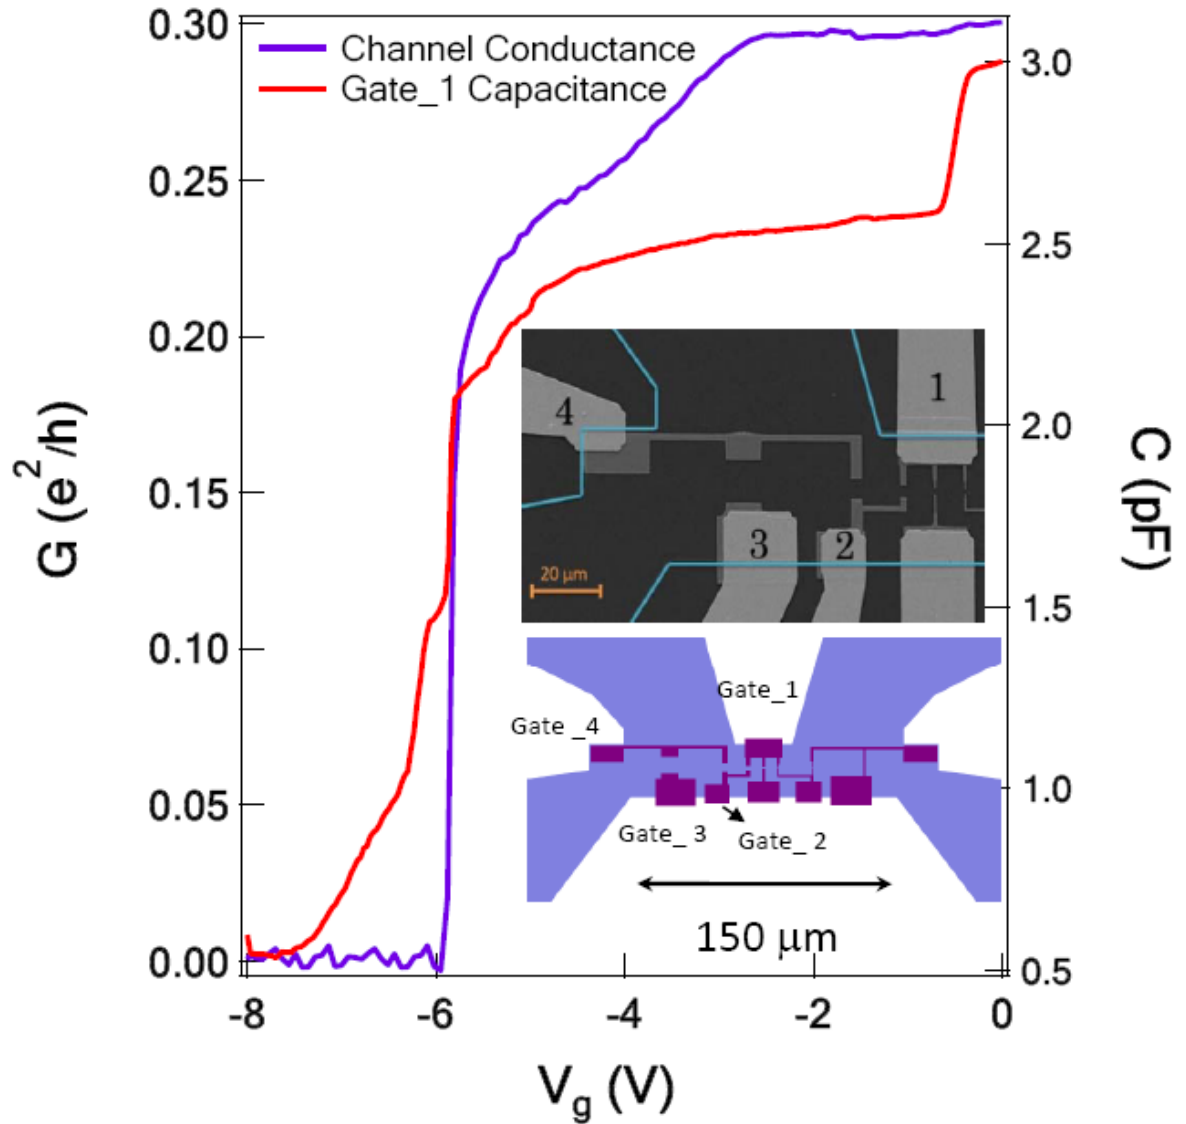 Channel Conductance
Gate_1 Capacitance
0.30
0.25
0.20
0.15
0.10
0.05
0.00
G (e²/h)
3.0
2.5
2.0
1.5
1.0
0.5
C (pF)
1
4
3
2
20 µm
Gate_1
Gate _4
Gate_ 3
Gate_ 2
150 µm
-8 -6 -4 -2 0
Vg (V)